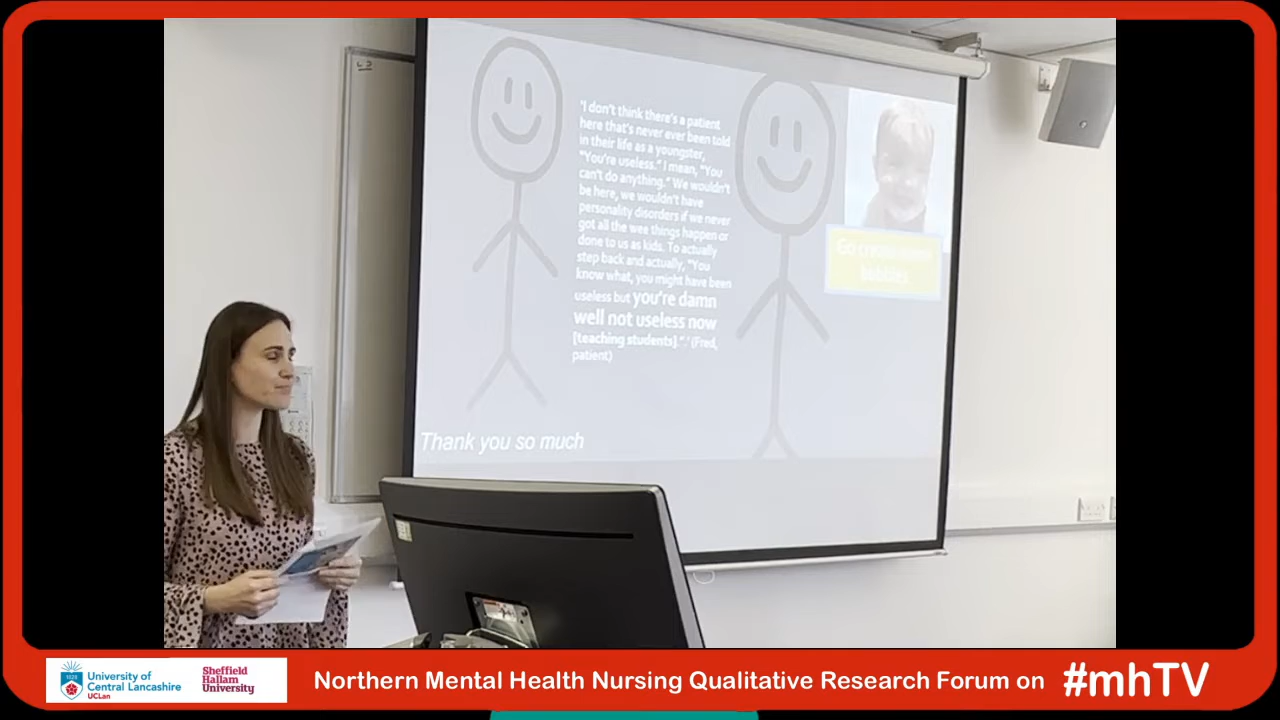 'I don't think there's a patient
here that's never ever been told
in their life as a youngster,
"You're useless." I mean, "You
can't do anything." We wouldn't
be here, we wouldn't have
personality disorders if we never
got all the wee things happen or
done to us as kids. To actually
step back and actually, "You
know what, you might have been
useless but you're damn
well not useless now
[teaching students].".' (Fred,
patient)
Thank you so much
University of
Central Lancashire
UCLan
Sheffield
Hallam
University
Northern Mental Health Nursing Qualitative Research Forum on #mhTV